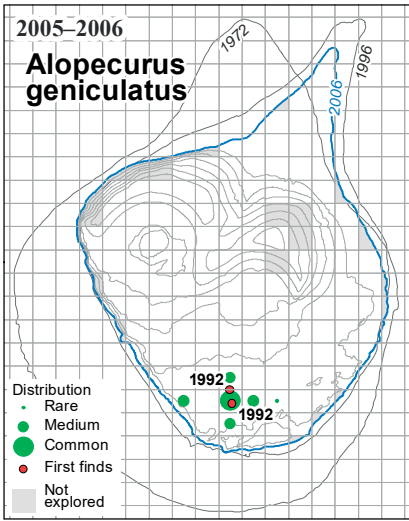 2005–2006
Alopecurus
geniculatus
1972
2006
1996
1992
1992
Distribution
Rare
Medium
Common
First finds
Not
explored